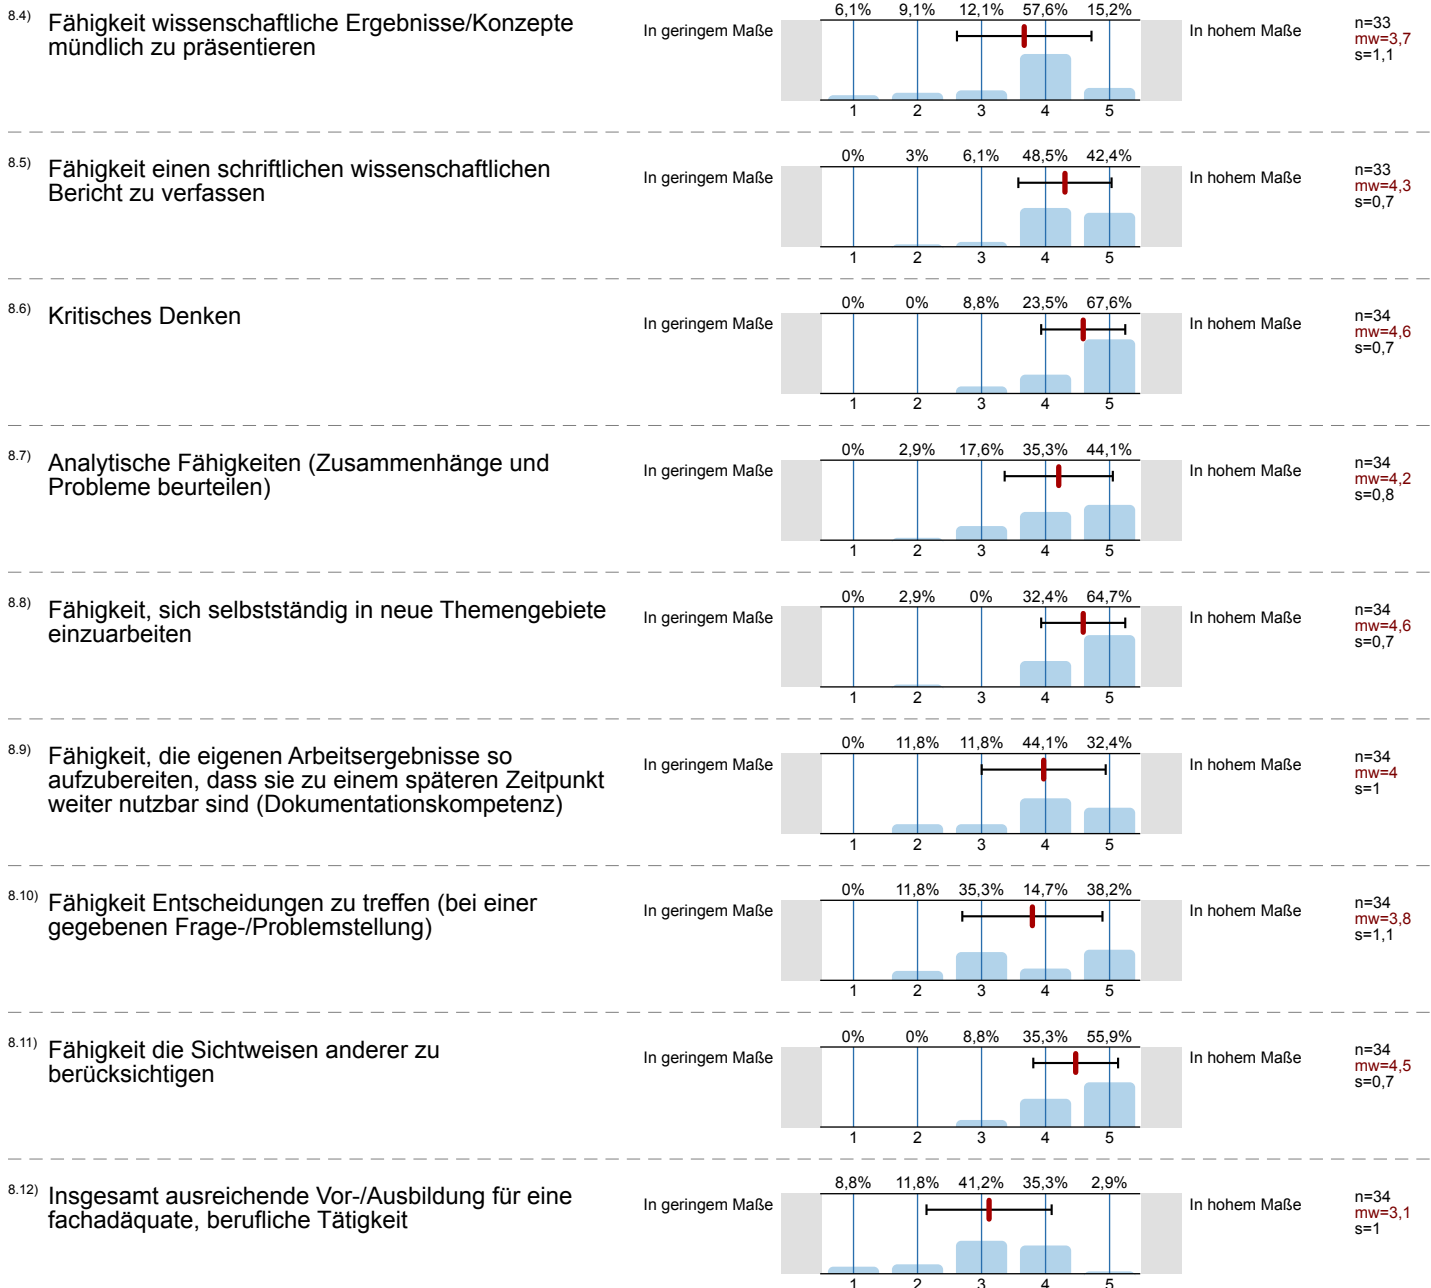 8.4) Fähigkeit wissenschaftliche Ergebnisse/Konzepte
mündlich zu präsentieren
In geringem Maße
6,1% 9,1% 12,1% 57,6% 15,2%
1 2 3 4 5
In hohem Maße
n=33
mw=3,7
s=1,1
8.5) Fähigkeit einen schriftlichen wissenschaftlichen
Bericht zu verfassen
In geringem Maße
0% 3% 6,1% 48,5% 42,4%
1 2 3 4 5
In hohem Maße
n=33
mw=4,3
s=0,7
8.6) Kritisches Denken
In geringem Maße
0% 0% 8,8% 23,5% 67,6%
1 2 3 4 5
In hohem Maße
n=34
mw=4,6
s=0,7
8.7) Analytische Fähigkeiten (Zusammenhänge und
Probleme beurteilen)
In geringem Maße
0% 2,9% 17,6% 35,3% 44,1%
1 2 3 4 5
In hohem Maße
n=34
mw=4,2
s=0,8
8.8) Fähigkeit, sich selbstständig in neue Themengebiete
einzuarbeiten
In geringem Maße
0% 2,9% 0% 32,4% 64,7%
1 2 3 4 5
In hohem Maße
n=34
mw=4,6
s=0,7
8.9) Fähigkeit, die eigenen Arbeitsergebnisse so
aufzubereiten, dass sie zu einem späteren Zeitpunkt
weiter nutzbar sind (Dokumentationskompetenz)
In geringem Maße
0% 11,8% 11,8% 44,1% 32,4%
1 2 3 4 5
In hohem Maße
n=34
mw=4
s=1
8.10) Fähigkeit Entscheidungen zu treffen (bei einer
gegebenen Frage-/Problemstellung)
In geringem Maße
0% 11,8% 35,3% 14,7% 38,2%
1 2 3 4 5
In hohem Maße
n=34
mw=3,8
s=1,1
8.11) Fähigkeit die Sichtweisen anderer zu
berücksichtigen
In geringem Maße
0% 0% 8,8% 35,3% 55,9%
1 2 3 4 5
In hohem Maße
n=34
mw=4,5
s=0,7
8.12) Insgesamt ausreichende Vor-/Ausbildung für eine
fachadäquate, berufliche Tätigkeit
In geringem Maße
8,8% 11,8% 41,2% 35,3% 2,9%
1 2 3 4 5
In hohem Maße
n=34
mw=3,1
s=1